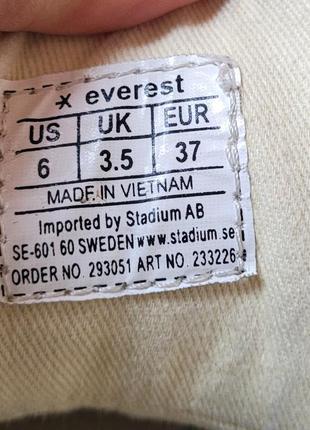 everest
US UK EUR
6 3.5 37
MADE IN VIETNAM
Imported by Stadium AB
SE-601 60 SWEDEN www.stadium.se
ORDER NO. 293051 ART NO. 233226